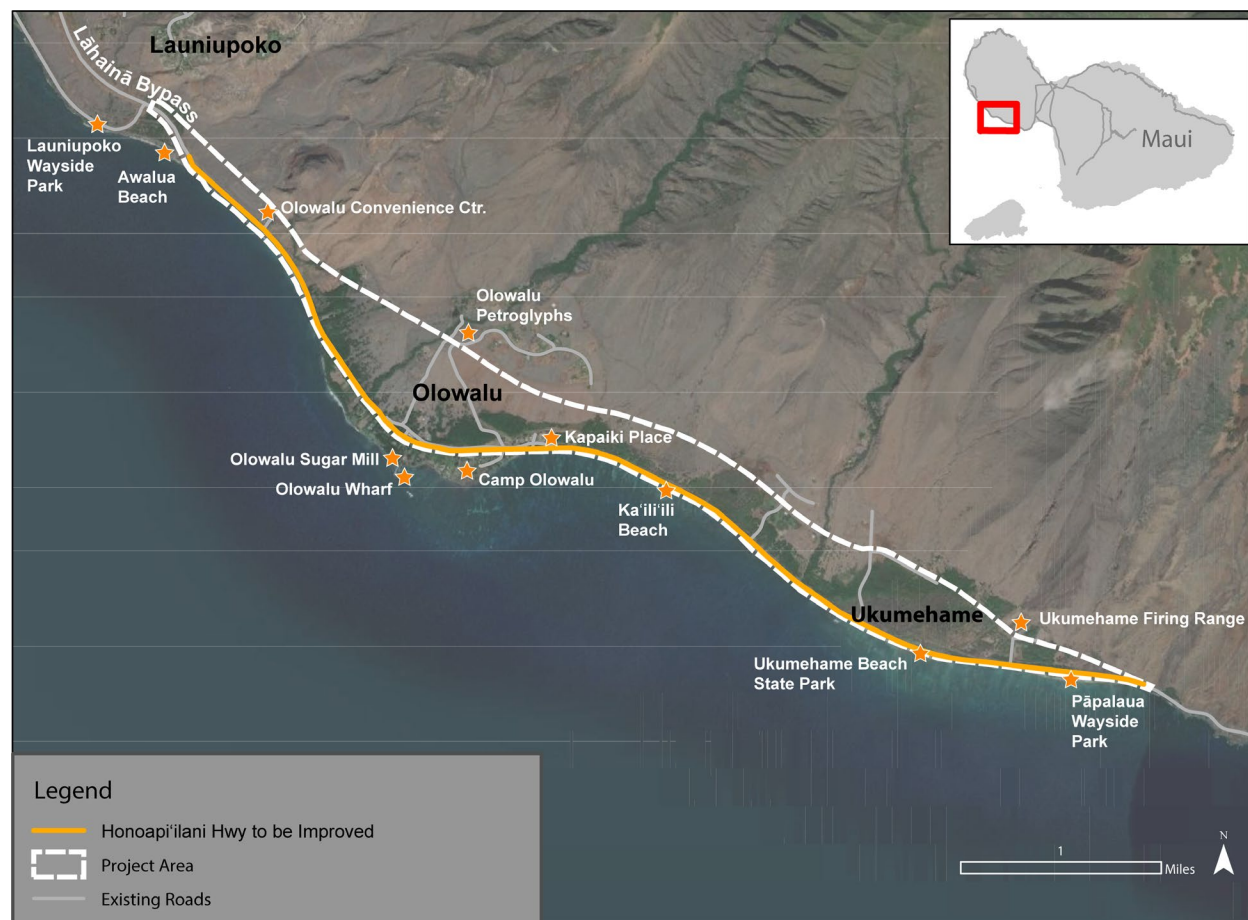 Launiupoko
Lāhainā Bypass
Maui
Launiupoko
Wayside
Park
Awalua
Beach
Olowalu Convenience Ctr.
Olowalu
Petroglyphs
Olowalu
Kapaiki Place
Olowalu Sugar Mill
Camp Olowalu
Olowalu Wharf
Kaʻiliʻili
Beach
Ukumehame
Ukumehame Firing Range
Ukumehame Beach
State Park
Pāpalaua
Wayside
Park
Legend
Honoapiʻilani Hwy to be Improved
Project Area
Existing Roads
1
Miles
N